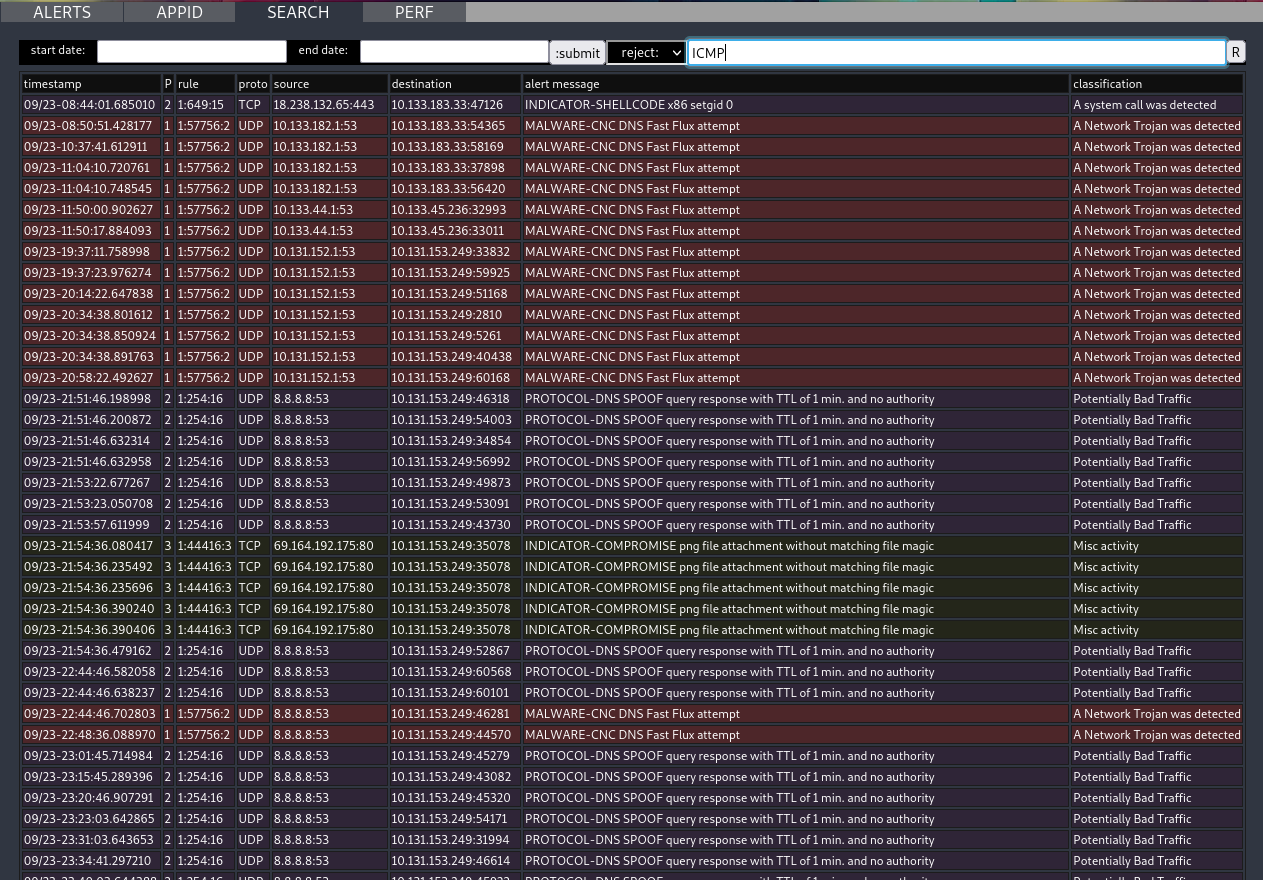 ALERTS APPID SEARCH PERF
start date: end date: :submit reject: ICMP R
timestamp P rule proto source destination alert message classification
09/23-08:44:01.685010 2 1:649:15 TCP 18.238.132.65:443 10.133.183.33:47126 INDICATOR-SHELLCODE x86 setgid 0 A system call was detected
09/23-08:50:51.428177 1 1:57756:2 UDP 10.133.182.1:53 10.133.183.33:54365 MALWARE-CNC DNS Fast Flux attempt A Network Trojan was detected
09/23-10:37:41.612911 1 1:57756:2 UDP 10.133.182.1:53 10.133.183.33:58169 MALWARE-CNC DNS Fast Flux attempt A Network Trojan was detected
09/23-11:04:10.720761 1 1:57756:2 UDP 10.133.182.1:53 10.133.183.33:37898 MALWARE-CNC DNS Fast Flux attempt A Network Trojan was detected
09/23-11:04:10.748545 1 1:57756:2 UDP 10.133.182.1:53 10.133.183.33:56420 MALWARE-CNC DNS Fast Flux attempt A Network Trojan was detected
09/23-11:50:00.902627 1 1:57756:2 UDP 10.133.44.1:53 10.133.45.236:32993 MALWARE-CNC DNS Fast Flux attempt A Network Trojan was detected
09/23-11:50:17.884093 1 1:57756:2 UDP 10.133.44.1:53 10.133.45.236:33011 MALWARE-CNC DNS Fast Flux attempt A Network Trojan was detected
09/23-19:37:11.758998 1 1:57756:2 UDP 10.131.152.1:53 10.131.153.249:33832 MALWARE-CNC DNS Fast Flux attempt A Network Trojan was detected
09/23-19:37:23.976274 1 1:57756:2 UDP 10.131.152.1:53 10.131.153.249:59925 MALWARE-CNC DNS Fast Flux attempt A Network Trojan was detected
09/23-20:14:22.647838 1 1:57756:2 UDP 10.131.152.1:53 10.131.153.249:51168 MALWARE-CNC DNS Fast Flux attempt A Network Trojan was detected
09/23-20:34:38.801612 1 1:57756:2 UDP 10.131.152.1:53 10.131.153.249:2810 MALWARE-CNC DNS Fast Flux attempt A Network Trojan was detected
09/23-20:34:38.850924 1 1:57756:2 UDP 10.131.152.1:53 10.131.153.249:5261 MALWARE-CNC DNS Fast Flux attempt A Network Trojan was detected
09/23-20:34:38.891763 1 1:57756:2 UDP 10.131.152.1:53 10.131.153.249:40438 MALWARE-CNC DNS Fast Flux attempt A Network Trojan was detected
09/23-20:58:22.492627 1 1:57756:2 UDP 10.131.152.1:53 10.131.153.249:60168 MALWARE-CNC DNS Fast Flux attempt A Network Trojan was detected
09/23-21:51:46.198998 2 1:254:16 UDP 8.8.8.8:53 10.131.153.249:46318 PROTOCOL-DNS SPOOF query response with TTL of 1 min. and no authority Potentially Bad Traffic
09/23-21:51:46.200872 2 1:254:16 UDP 8.8.8.8:53 10.131.153.249:54003 PROTOCOL-DNS SPOOF query response with TTL of 1 min. and no authority Potentially Bad Traffic
09/23-21:51:46.632314 2 1:254:16 UDP 8.8.8.8:53 10.131.153.249:34854 PROTOCOL-DNS SPOOF query response with TTL of 1 min. and no authority Potentially Bad Traffic
09/23-21:51:46.632958 2 1:254:16 UDP 8.8.8.8:53 10.131.153.249:56992 PROTOCOL-DNS SPOOF query response with TTL of 1 min. and no authority Potentially Bad Traffic
09/23-21:53:22.677267 2 1:254:16 UDP 8.8.8.8:53 10.131.153.249:49873 PROTOCOL-DNS SPOOF query response with TTL of 1 min. and no authority Potentially Bad Traffic
09/23-21:53:23.050708 2 1:254:16 UDP 8.8.8.8:53 10.131.153.249:53091 PROTOCOL-DNS SPOOF query response with TTL of 1 min. and no authority Potentially Bad Traffic
09/23-21:53:57.611999 2 1:254:16 UDP 8.8.8.8:53 10.131.153.249:43730 PROTOCOL-DNS SPOOF query response with TTL of 1 min. and no authority Potentially Bad Traffic
09/23-21:54:36.080417 3 1:44416:3 TCP 69.164.192.175:80 10.131.153.249:35078 INDICATOR-COMPROMISE png file attachment without matching file magic Misc activity
09/23-21:54:36.235492 3 1:44416:3 TCP 69.164.192.175:80 10.131.153.249:35078 INDICATOR-COMPROMISE png file attachment without matching file magic Misc activity
09/23-21:54:36.235696 3 1:44416:3 TCP 69.164.192.175:80 10.131.153.249:35078 INDICATOR-COMPROMISE png file attachment without matching file magic Misc activity
09/23-21:54:36.390240 3 1:44416:3 TCP 69.164.192.175:80 10.131.153.249:35078 INDICATOR-COMPROMISE png file attachment without matching file magic Misc activity
09/23-21:54:36.390406 3 1:44416:3 TCP 69.164.192.175:80 10.131.153.249:35078 INDICATOR-COMPROMISE png file attachment without matching file magic Misc activity
09/23-21:54:36.479162 2 1:254:16 UDP 8.8.8.8:53 10.131.153.249:52867 PROTOCOL-DNS SPOOF query response with TTL of 1 min. and no authority Potentially Bad Traffic
09/23-22:44:46.582058 2 1:254:16 UDP 8.8.8.8:53 10.131.153.249:60568 PROTOCOL-DNS SPOOF query response with TTL of 1 min. and no authority Potentially Bad Traffic
09/23-22:44:46.638237 2 1:254:16 UDP 8.8.8.8:53 10.131.153.249:60101 PROTOCOL-DNS SPOOF query response with TTL of 1 min. and no authority Potentially Bad Traffic
09/23-22:44:46.702803 1 1:57756:2 UDP 8.8.8.8:53 10.131.153.249:46281 MALWARE-CNC DNS Fast Flux attempt A Network Trojan was detected
09/23-22:48:36.088970 1 1:57756:2 UDP 8.8.8.8:53 10.131.153.249:44570 MALWARE-CNC DNS Fast Flux attempt A Network Trojan was detected
09/23-23:01:45.714984 2 1:254:16 UDP 8.8.8.8:53 10.131.153.249:45279 PROTOCOL-DNS SPOOF query response with TTL of 1 min. and no authority Potentially Bad Traffic
09/23-23:15:45.289396 2 1:254:16 UDP 8.8.8.8:53 10.131.153.249:43082 PROTOCOL-DNS SPOOF query response with TTL of 1 min. and no authority Potentially Bad Traffic
09/23-23:20:46.907291 2 1:254:16 UDP 8.8.8.8:53 10.131.153.249:45320 PROTOCOL-DNS SPOOF query response with TTL of 1 min. and no authority Potentially Bad Traffic
09/23-23:23:03.642865 2 1:254:16 UDP 8.8.8.8:53 10.131.153.249:54171 PROTOCOL-DNS SPOOF query response with TTL of 1 min. and no authority Potentially Bad Traffic
09/23-23:31:03.643653 2 1:254:16 UDP 8.8.8.8:53 10.131.153.249:31994 PROTOCOL-DNS SPOOF query response with TTL of 1 min. and no authority Potentially Bad Traffic
09/23-23:34:41.297210 2 1:254:16 UDP 8.8.8.8:53 10.131.153.249:46614 PROTOCOL-DNS SPOOF query response with TTL of 1 min. and no authority Potentially Bad Traffic